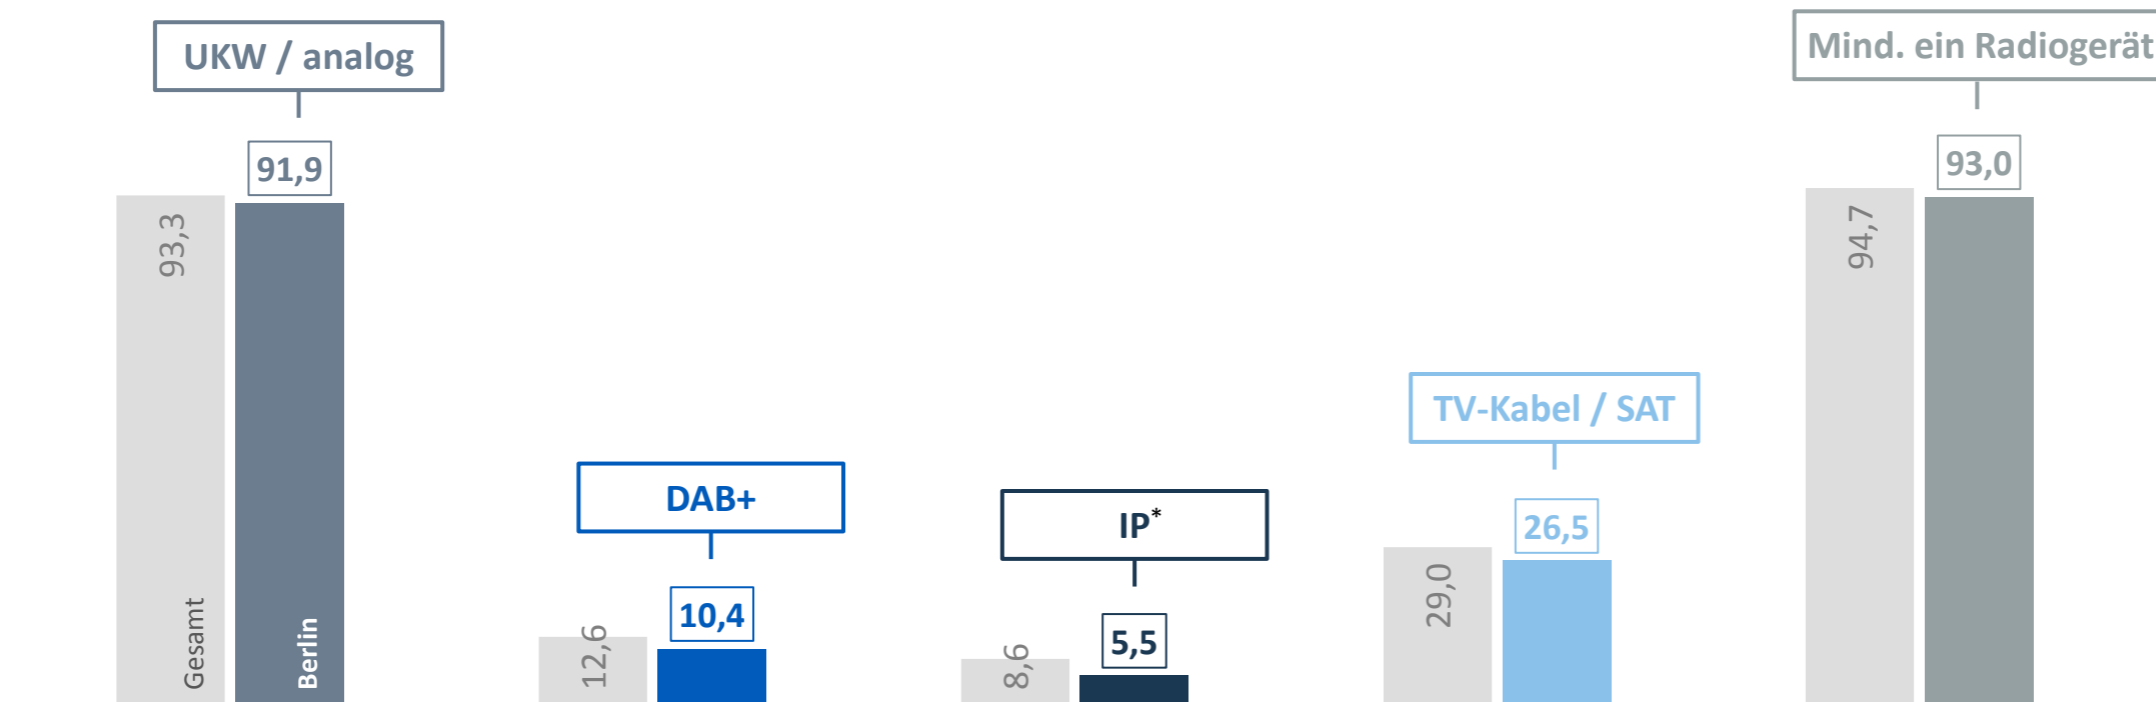 UKW / analog
93,3
91,9
Gesamt
Berlin
DAB+
12,6
10,4
IP*
8,6
5,5
TV-Kabel / SAT
29,0
26,5
Mind. ein Radiogerät
94,7
93,0